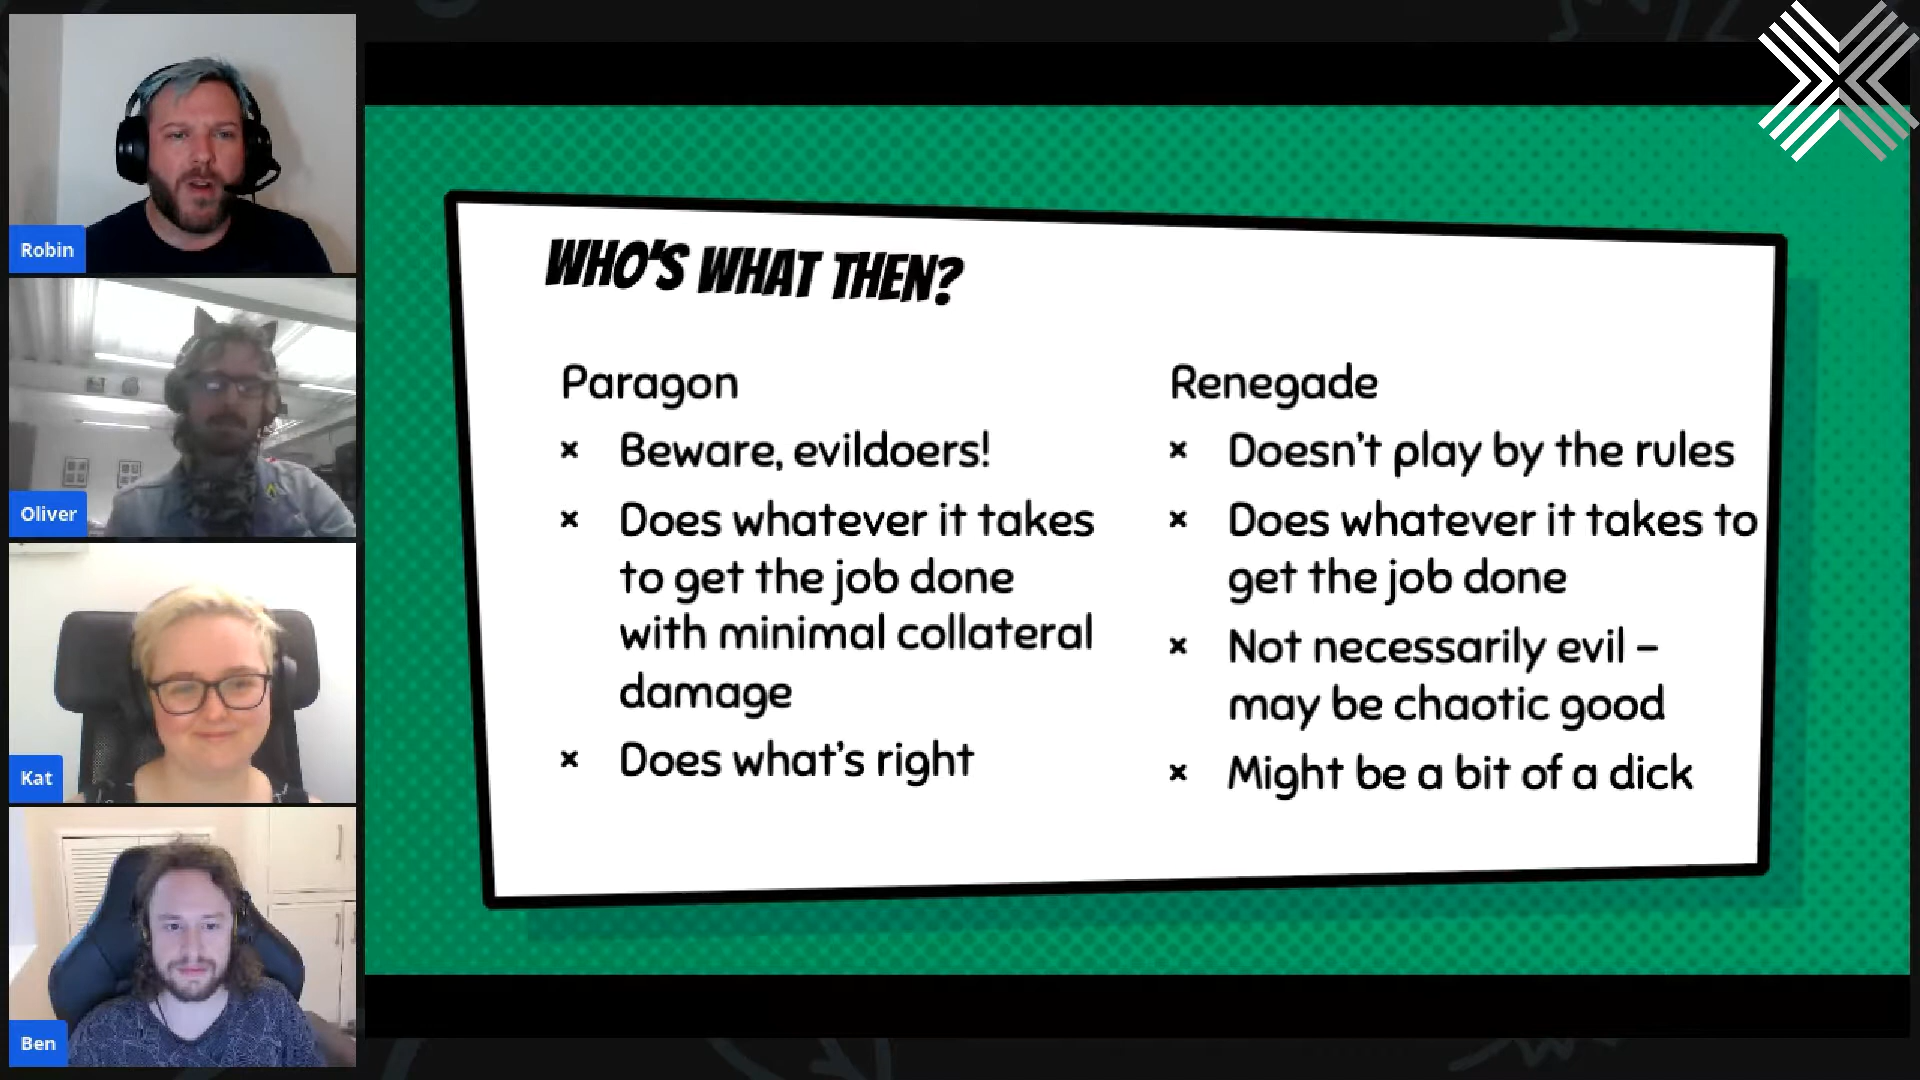 Robin
Oliver
Kat
Ben
WHO'S WHAT THEN?
Paragon
× Beware, evildoers!
× Does whatever it takes
to get the job done
with minimal collateral
damage
× Does what's right
Renegade
× Doesn't play by the rules
× Does whatever it takes to
get the job done
× Not necessarily evil –
may be chaotic good
× Might be a bit of a dick